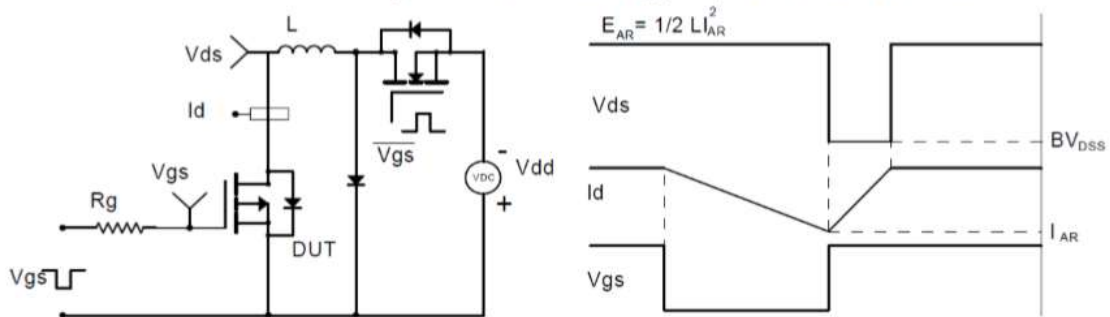 L
Vds
Id
Vgs
Vgs
Rg
DUT
Vgs
VDC
-
Vdd
+
E_AR = 1/2 LI²_AR
Vds
BV_DSS
Id
I_AR
Vgs